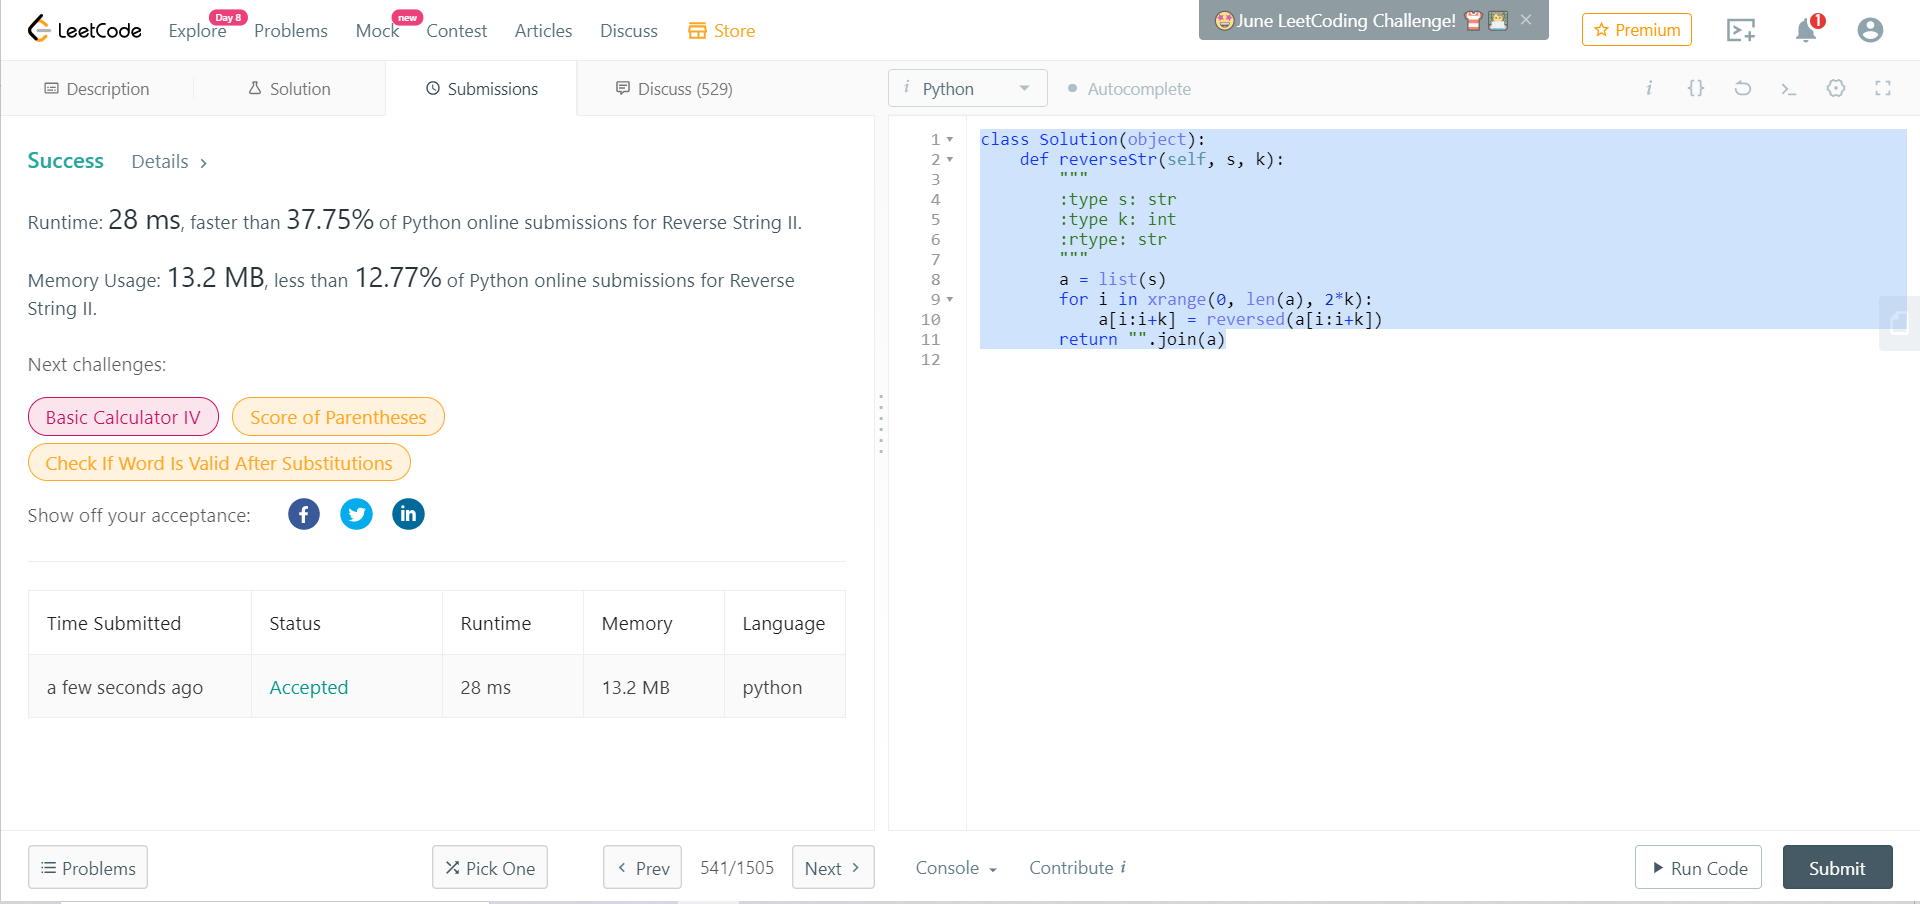 LeetCode
Explore
Day 8
Problems
Mock
new
Contest
Articles
Discuss
Store
June LeetCoding Challenge!
Premium
1
Description
Solution
Submissions
Discuss (529)
i Python
Autocomplete
i
{}
Success
Details
Runtime: 28 ms, faster than 37.75% of Python online submissions for Reverse String II.
Memory Usage: 13.2 MB, less than 12.77% of Python online submissions for Reverse
String II.
Next challenges:
Basic Calculator IV
Score of Parentheses
Check If Word Is Valid After Substitutions
Show off your acceptance:
f
in
Time Submitted Status Runtime Memory Language
a few seconds ago Accepted 28 ms 13.2 MB python
1 class Solution(object):
2     def reverseStr(self, s, k):
3         """
4         :type s: str
5         :type k: int
6         :rtype: str
7         """
8         a = list(s)
9         for i in xrange(0, len(a), 2*k):
10             a[i:i+k] = reversed(a[i:i+k])
11         return "".join(a)
12
Problems
Pick One
Prev
541/1505
Next
Console
Contribute i
Run Code
Submit